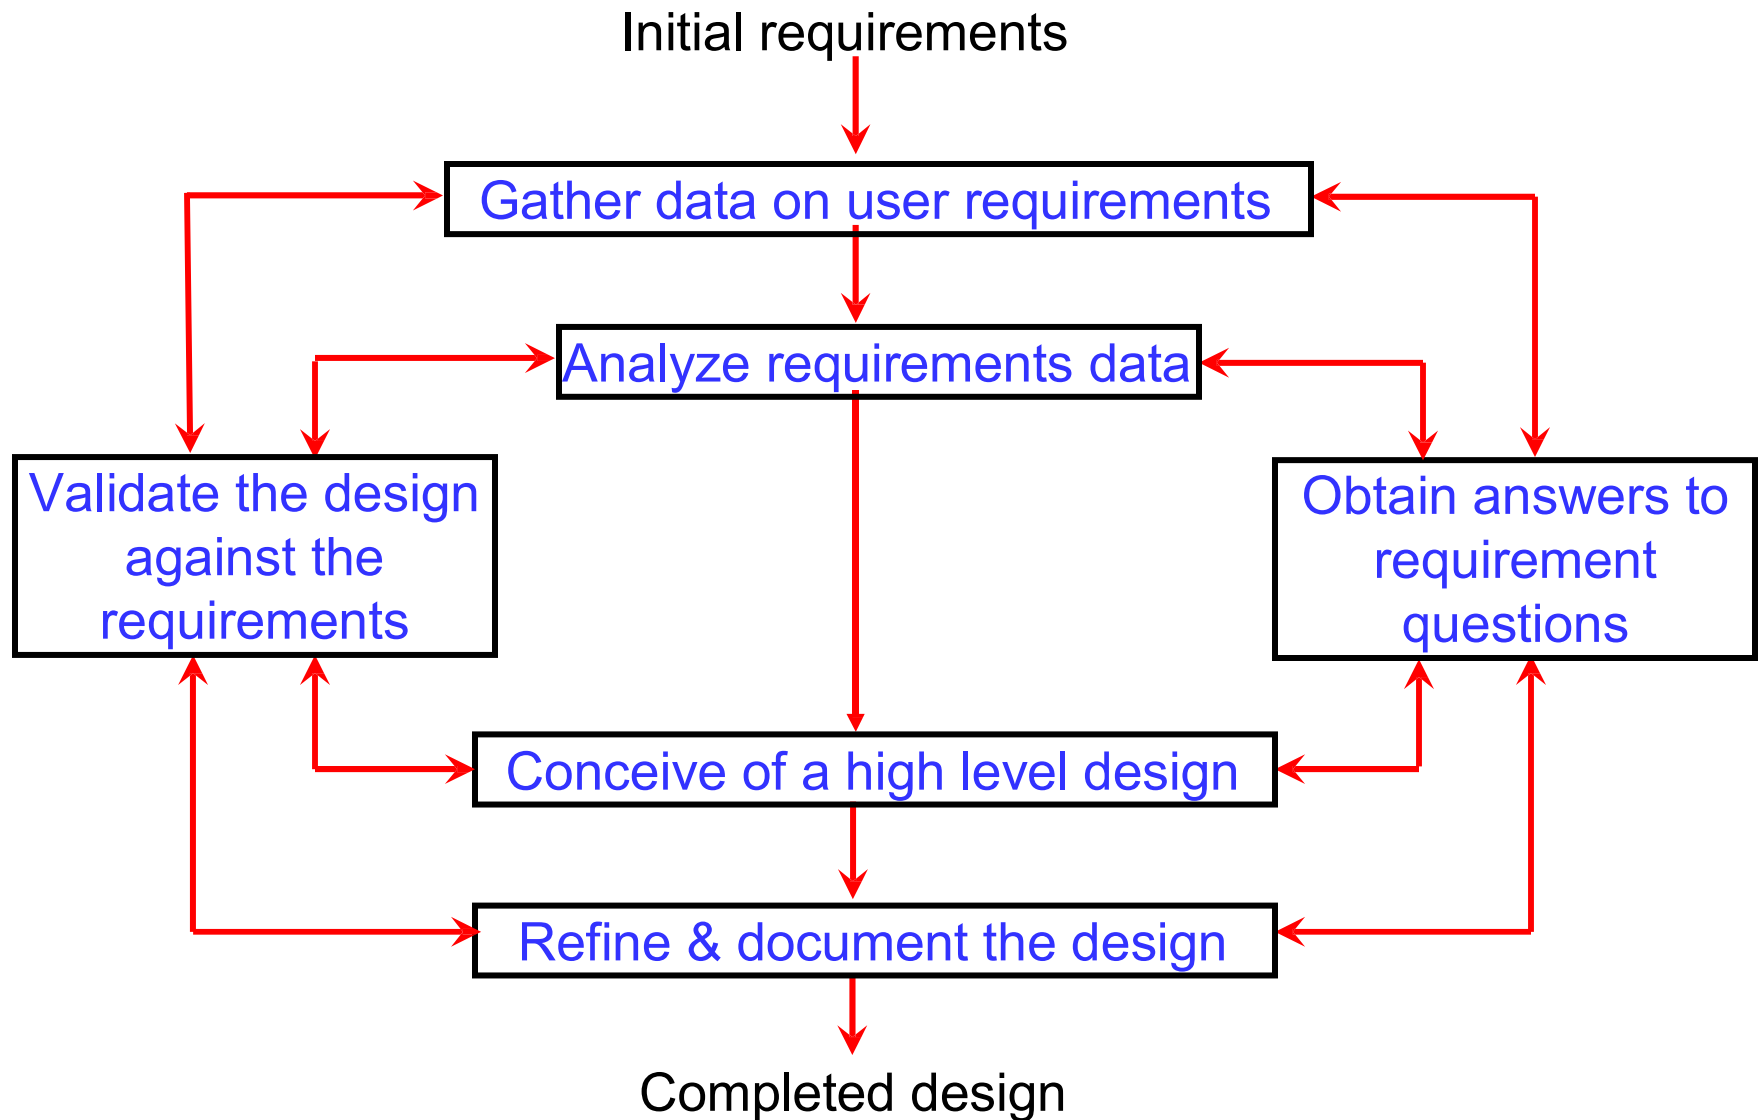 Initial requirements
Gather data on user requirements
Analyze requirements data
Validate the design
against the
requirements
Obtain answers to
requirement
questions
Conceive of a high level design
Refine & document the design
Completed design